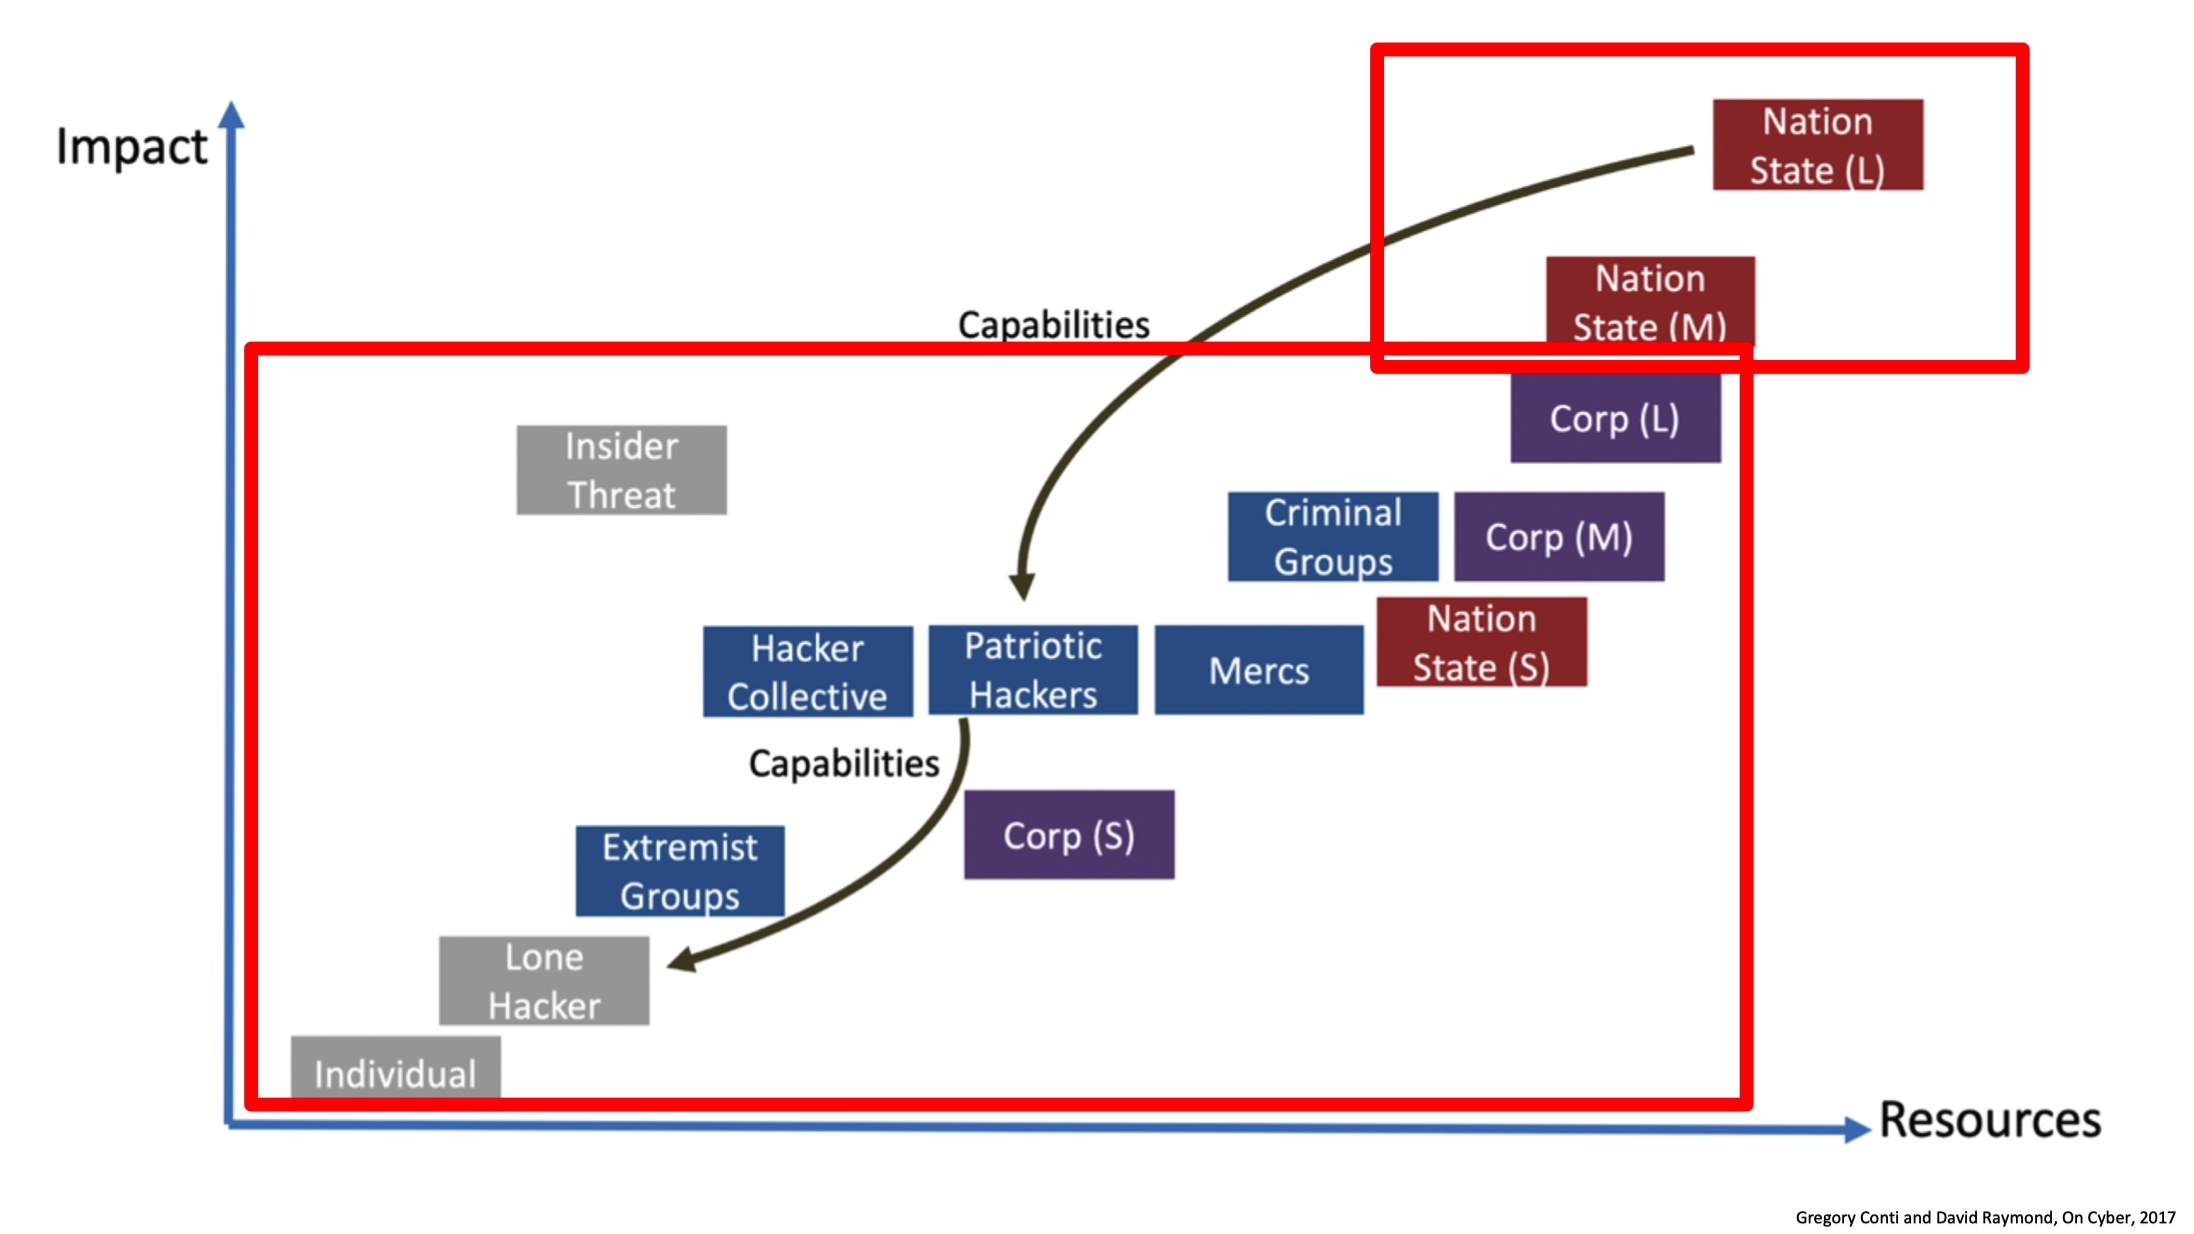 Impact
Nation
State (L)
Nation
State (M)
Capabilities
Corp (L)
Insider
Threat
Criminal
Groups
Corp (M)
Nation
State (S)
Hacker
Collective
Patriotic
Hackers
Mercs
Capabilities
Corp (S)
Extremist
Groups
Lone
Hacker
Individual
Resources
Gregory Conti and David Raymond, On Cyber, 2017